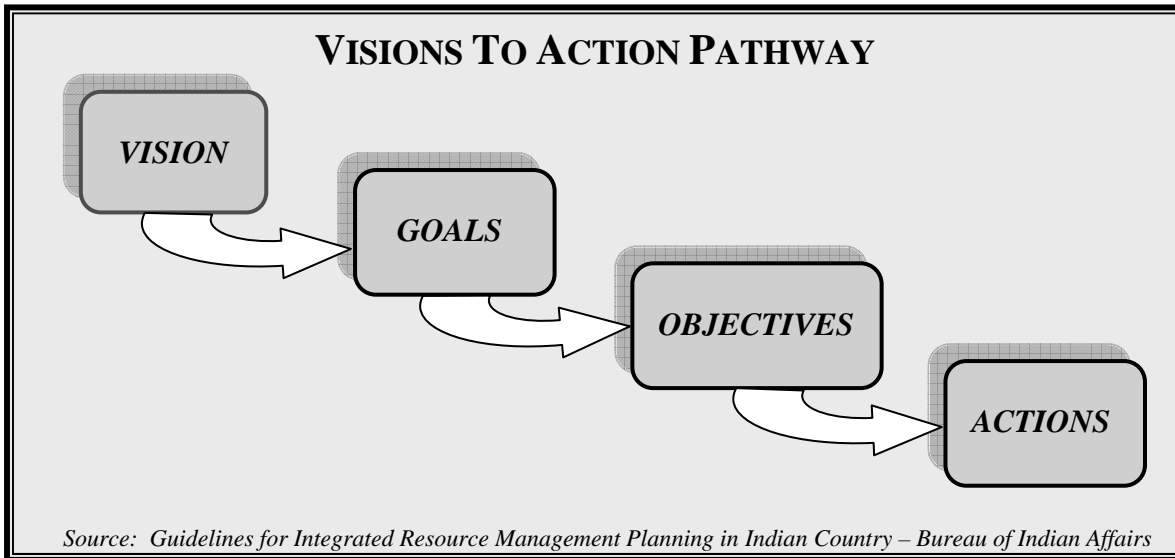 VISIONS TO ACTION PATHWAY
VISION
GOALS
OBJECTIVES
ACTIONS
Source: Guidelines for Integrated Resource Management Planning in Indian Country – Bureau of Indian Affairs